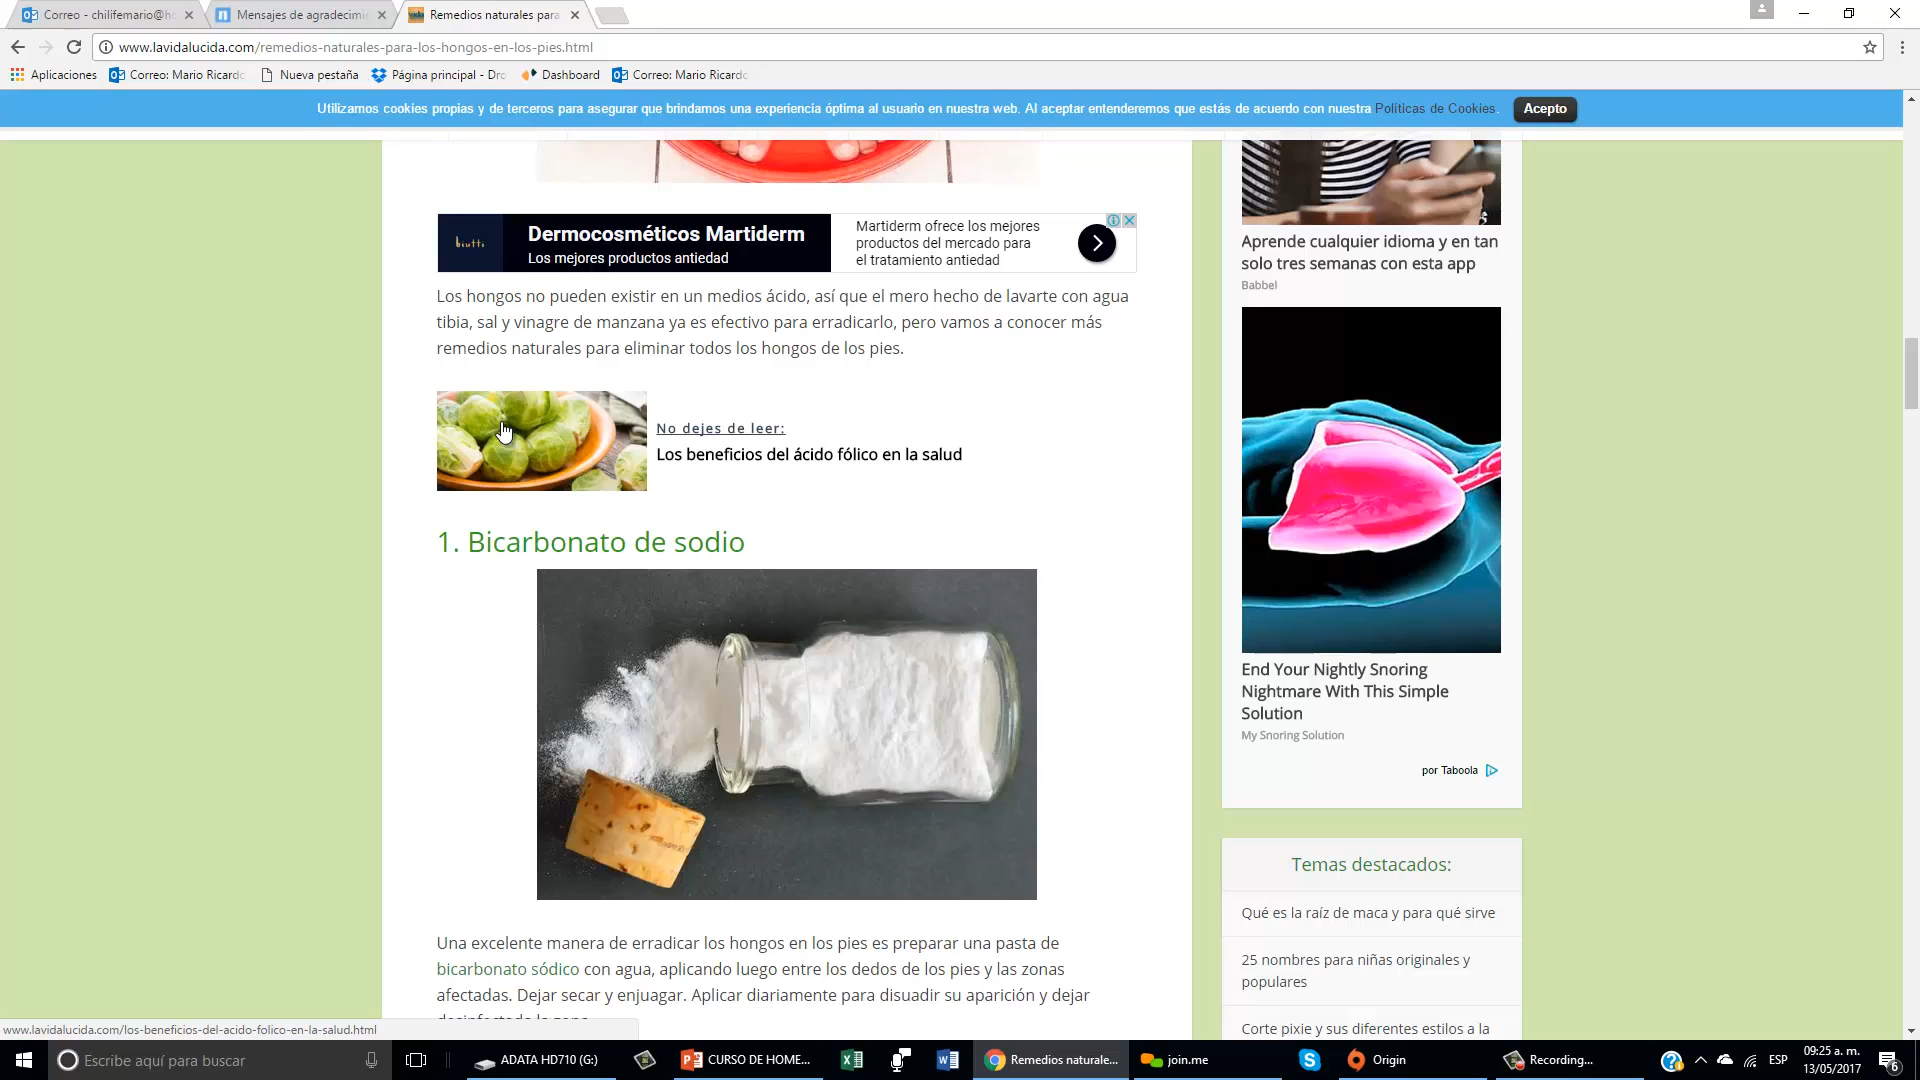 Correo - chilifemario@ho
Mensajes de agradecimi
Remedios naturales para
www.lavidalucida.com/remedios-naturales-para-los-hongos-en-los-pies.html
Aplicaciones
Correo: Mario Ricardo
Nueva pestaña
Página principal - Dro
Dashboard
Correo: Mario Ricardo
Utilizamos cookies propias y de terceros para asegurar que brindamos una experiencia óptima al usuario en nuestra web. Al aceptar entenderemos que estás de acuerdo con nuestra Políticas de Cookies.
Acepto
biutti
Dermocosméticos Martiderm
Los mejores productos antiedad
Martiderm ofrece los mejores
productos del mercado para
el tratamiento antiedad
Los hongos no pueden existir en un medios ácido, así que el mero hecho de lavarte con agua
tibia, sal y vinagre de manzana ya es efectivo para erradicarlo, pero vamos a conocer más
remedios naturales para eliminar todos los hongos de los pies.
No dejes de leer:
Los beneficios del ácido fólico en la salud
1. Bicarbonato de sodio
Una excelente manera de erradicar los hongos en los pies es preparar una pasta de
bicarbonato sódico con agua, aplicando luego entre los dedos de los pies y las zonas
afectadas. Dejar secar y enjuagar. Aplicar diariamente para disuadir su aparición y dejar
Aprende cualquier idioma y en tan
solo tres semanas con esta app
Babbel
End Your Nightly Snoring
Nightmare With This Simple
Solution
My Snoring Solution
por Taboola
Temas destacados:
Qué es la raíz de maca y para qué sirve
25 nombres para niñas originales y
populares
Corte pixie y sus diferentes estilos a la
www.lavidalucida.com/los-beneficios-del-acido-folico-en-la-salud.html
Escribe aquí para buscar
ADATA HD710 (G:)
CURSO DE HOME...
Remedios naturale...
join.me
Origin
Recording...
ESP
09:25 a. m.
13/05/2017
6